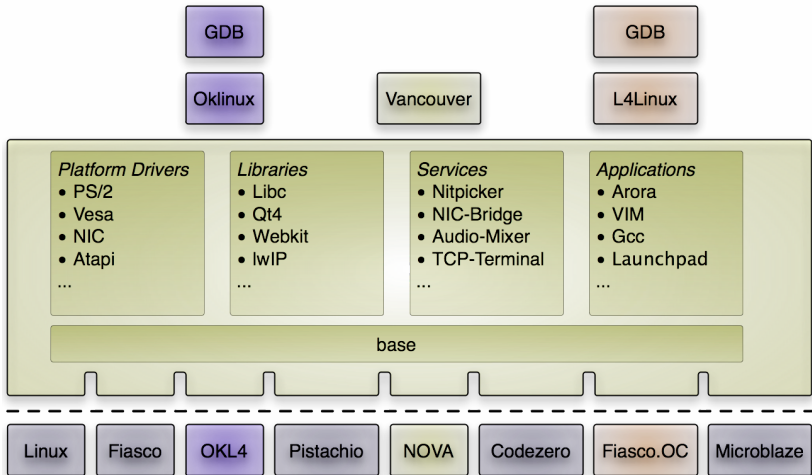 GDB
GDB
Oklinux
Vancouver
L4Linux
Platform Drivers
• PS/2
• Vesa
• NIC
• Atapi
...
Libraries
• Libc
• Qt4
• Webkit
• lwIP
...
Services
• Nitpicker
• NIC-Bridge
• Audio-Mixer
• TCP-Terminal
...
Applications
• Arora
• VIM
• Gcc
• Launchpad
...
base
Linux
Fiasco
OKL4
Pistachio
NOVA
Codezero
Fiasco.OC
Microblaze